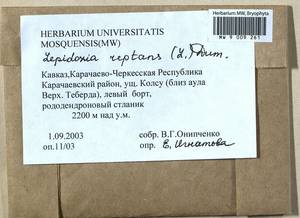 Herbarium MW, Bryophyta
MW 9 009 261
HERBARIUM UNIVERSITATIS
MOSQUENSIS(MW)
Lepidozia reptans (L.) Dum.
Кавказ,Карачаево-Черкесская Республика
Карачаевский район, ущ. Колсу (близ аула
Верх. Теберда), левый борт,
рододендроновый стланик
2200 м над у.м.
1.09.2003 собр. В.Г.Онипченко
оп.11/03 опр. Е. Игнатова